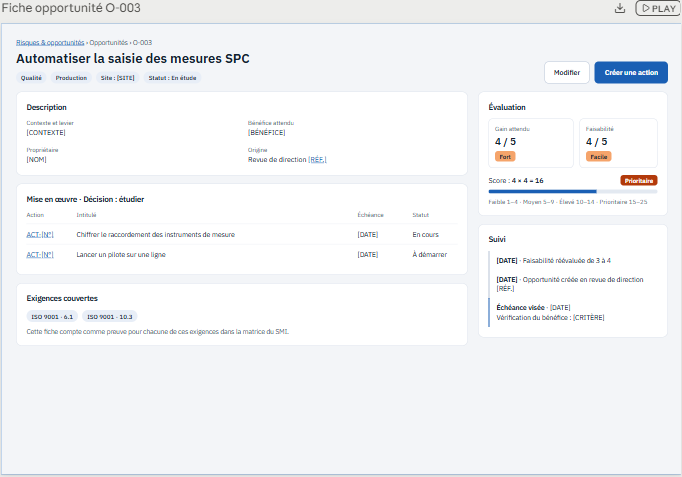 Fiche opportunité O-003
PLAY
Risques & opportunités › Opportunités › O-003
Automatiser la saisie des mesures SPC
Qualité
Production
Site : [SITE]
Statut : En étude
Modifier
Créer une action
Description
Contexte et levier
Bénéfice attendu
[CONTEXTE]
[BÉNÉFICE]
Propriétaire
Origine
[NOM]
Revue de direction [RÉF.]
Mise en œuvre · Décision : étudier
Action
Intitulé
Échéance
Statut
ACT-[N°]
Chiffrer le raccordement des instruments de mesure
[DATE]
En cours
ACT-[N°]
Lancer un pilote sur une ligne
[DATE]
À démarrer
Exigences couvertes
ISO 9001 · 6.1
ISO 9001 · 10.3
Cette fiche compte comme preuve pour chacune de ces exigences dans la matrice du SMI.
Évaluation
Gain attendu
Faisabilité
4 / 5
4 / 5
Fort
Facile
Score : 4 × 4 = 16
Prioritaire
Faible 1–4 · Moyen 5–9 · Élevé 10–14 · Prioritaire 15–25
Suivi
[DATE] · Faisabilité réévaluée de 3 à 4
[DATE] · Opportunité créée en revue de direction
[RÉF.]
Échéance visée · [DATE]
Vérification du bénéfice : [CRITÈRE]